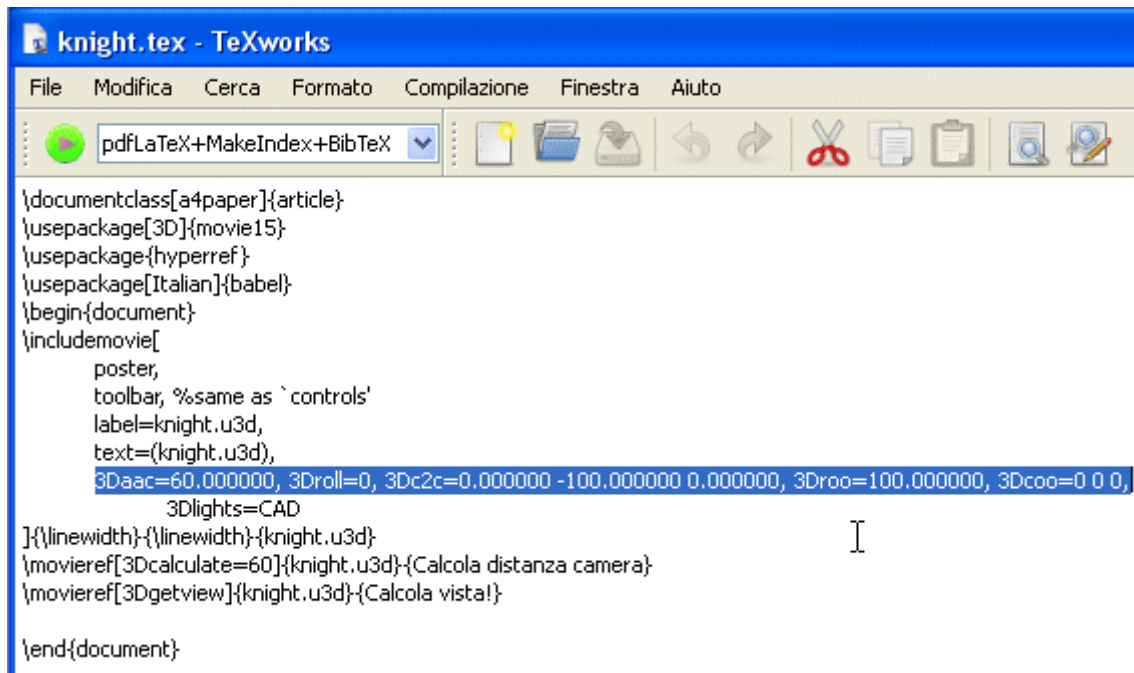 knight.tex - TeXworks
File Modifica Cerca Formato Compilazione Finestra Aiuto
pdfLaTeX+MakeIndex+BibTeX
\documentclass[a4paper]{article}
\usepackage[3D]{movie15}
\usepackage{hyperref}
\usepackage[Italian]{babel}
\begin{document}
\includemovie[
poster,
toolbar, %same as `controls'
label=knight.u3d,
text=(knight.u3d),
3Daac=60.000000, 3Droll=0, 3Dc2c=0.000000 -100.000000 0.000000, 3Droo=100.000000, 3Dcoo=0 0 0,
3Dlights=CAD
]{\linewidth}{\linewidth}{knight.u3d}
\movieref[3Dcalculate=60]{knight.u3d}{Calcola distanza camera}
\movieref[3Dgetview]{knight.u3d}{Calcola vista!}
\end{document}